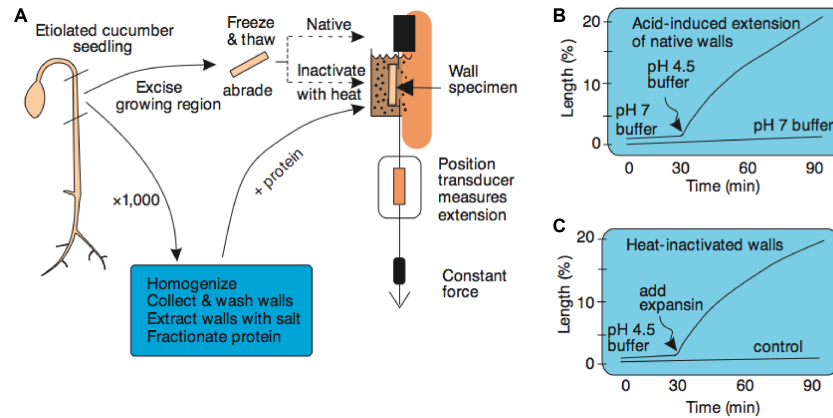 A
Etiolated cucumber
seedling
Freeze
& thaw
abrade
Excise
growing region
Native
Inactivate
with heat
Wall
specimen
+ protein
×1,000
Position
transducer
measures
extension
Constant
force
Homogenize
Collect & wash walls
Extract walls with salt
Fractionate protein
B
Acid-induced extension
of native walls
Length (%)
20
10
0
pH 4.5
buffer
pH 7
buffer
pH 7 buffer
0
30
60
90
Time (min)
C
Heat-inactivated walls
Length (%)
20
10
0
add
expansin
pH 4.5
buffer
control
0
30
60
90
Time (min)